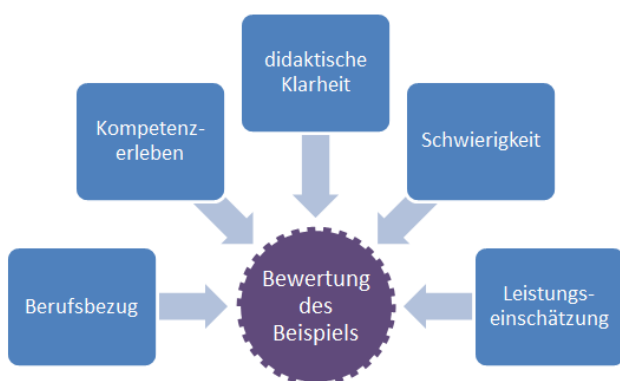 didaktische
Klarheit
Kompetenz-
erleben
Schwierigkeit
Berufsbezug
Bewertung
des
Beispiels
Leistungs-
einschätzung